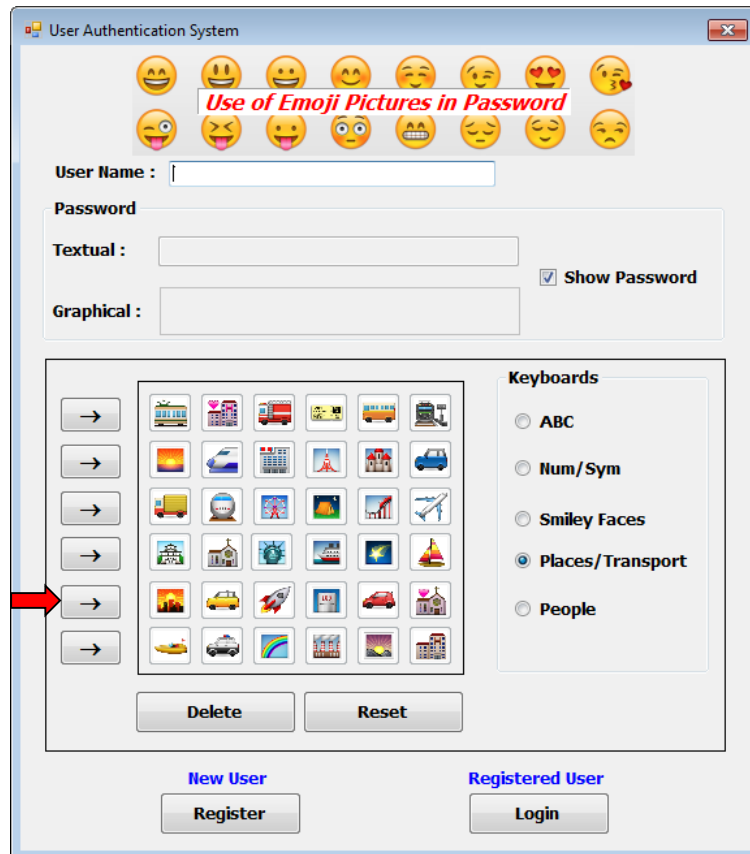 User Authentication System
Use of Emoji Pictures in Password
User Name :
Password
Textual :
Show Password
Graphical :
Keyboards
→
ABC
→
Num/Sym
→
Smiley Faces
→
Places/Transport
→
People
→
Delete Reset
New User Registered User
Register Login